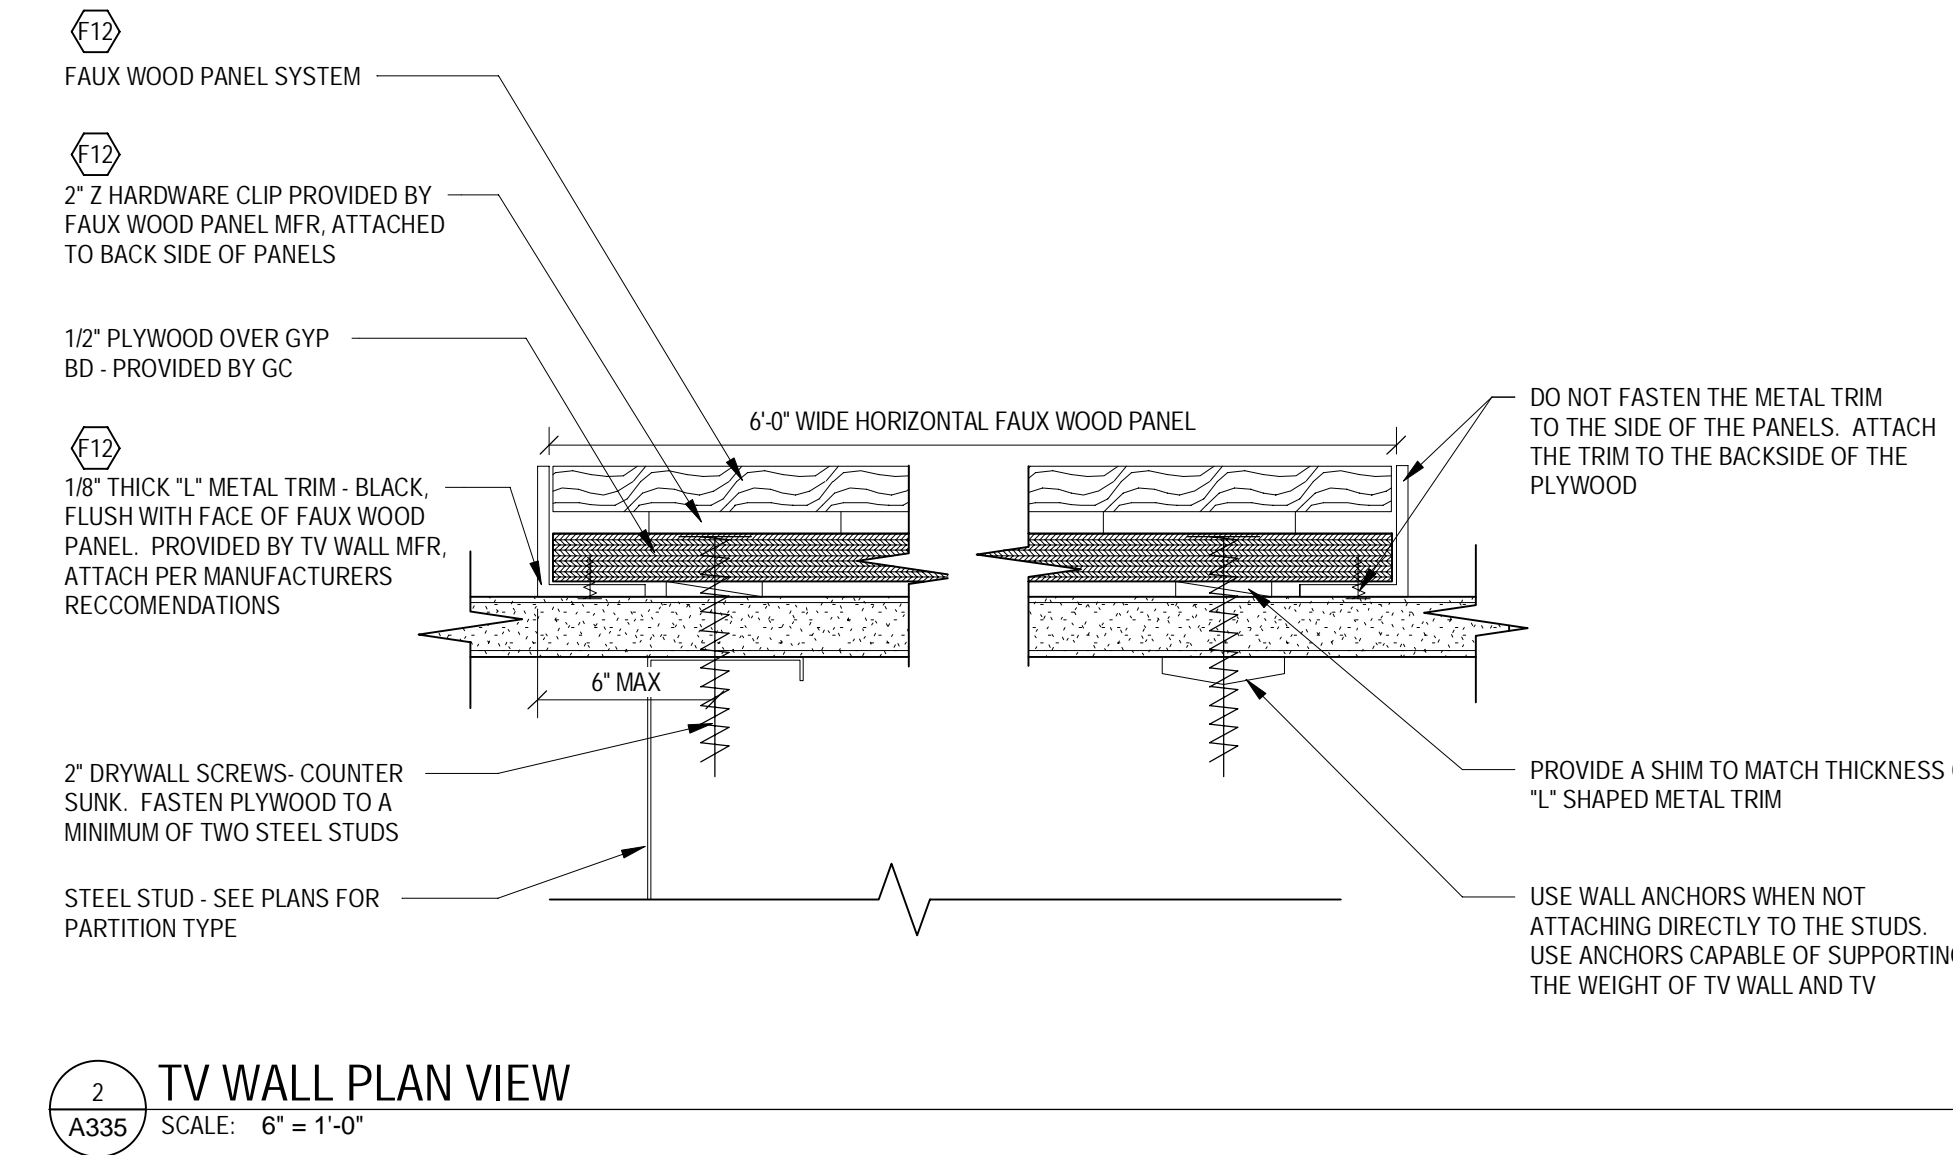 F12
FAUX WOOD PANEL SYSTEM
F12
2" Z HARDWARE CLIP PROVIDED BY
FAUX WOOD PANEL MFR, ATTACHED
TO BACK SIDE OF PANELS
1/2" PLYWOOD OVER GYP
BD - PROVIDED BY GC
F12
1/8" THICK "L" METAL TRIM - BLACK,
FLUSH WITH FACE OF FAUX WOOD
PANEL. PROVIDED BY TV WALL MFR,
ATTACH PER MANUFACTURERS
RECCOMENDATIONS
2" DRYWALL SCREWS- COUNTER
SUNK. FASTEN PLYWOOD TO A
MINIMUM OF TWO STEEL STUDS
STEEL STUD - SEE PLANS FOR
PARTITION TYPE
6'-0" WIDE HORIZONTAL FAUX WOOD PANEL
6" MAX
DO NOT FASTEN THE METAL TRIM
TO THE SIDE OF THE PANELS. ATTACH
THE TRIM TO THE BACKSIDE OF THE
PLYWOOD
PROVIDE A SHIM TO MATCH THICKNESS
"L" SHAPED METAL TRIM
USE WALL ANCHORS WHEN NOT
ATTACHING DIRECTLY TO THE STUDS.
USE ANCHORS CAPABLE OF SUPPORTING
THE WEIGHT OF TV WALL AND TV
2
A335
TV WALL PLAN VIEW
SCALE: 6" = 1'-0"